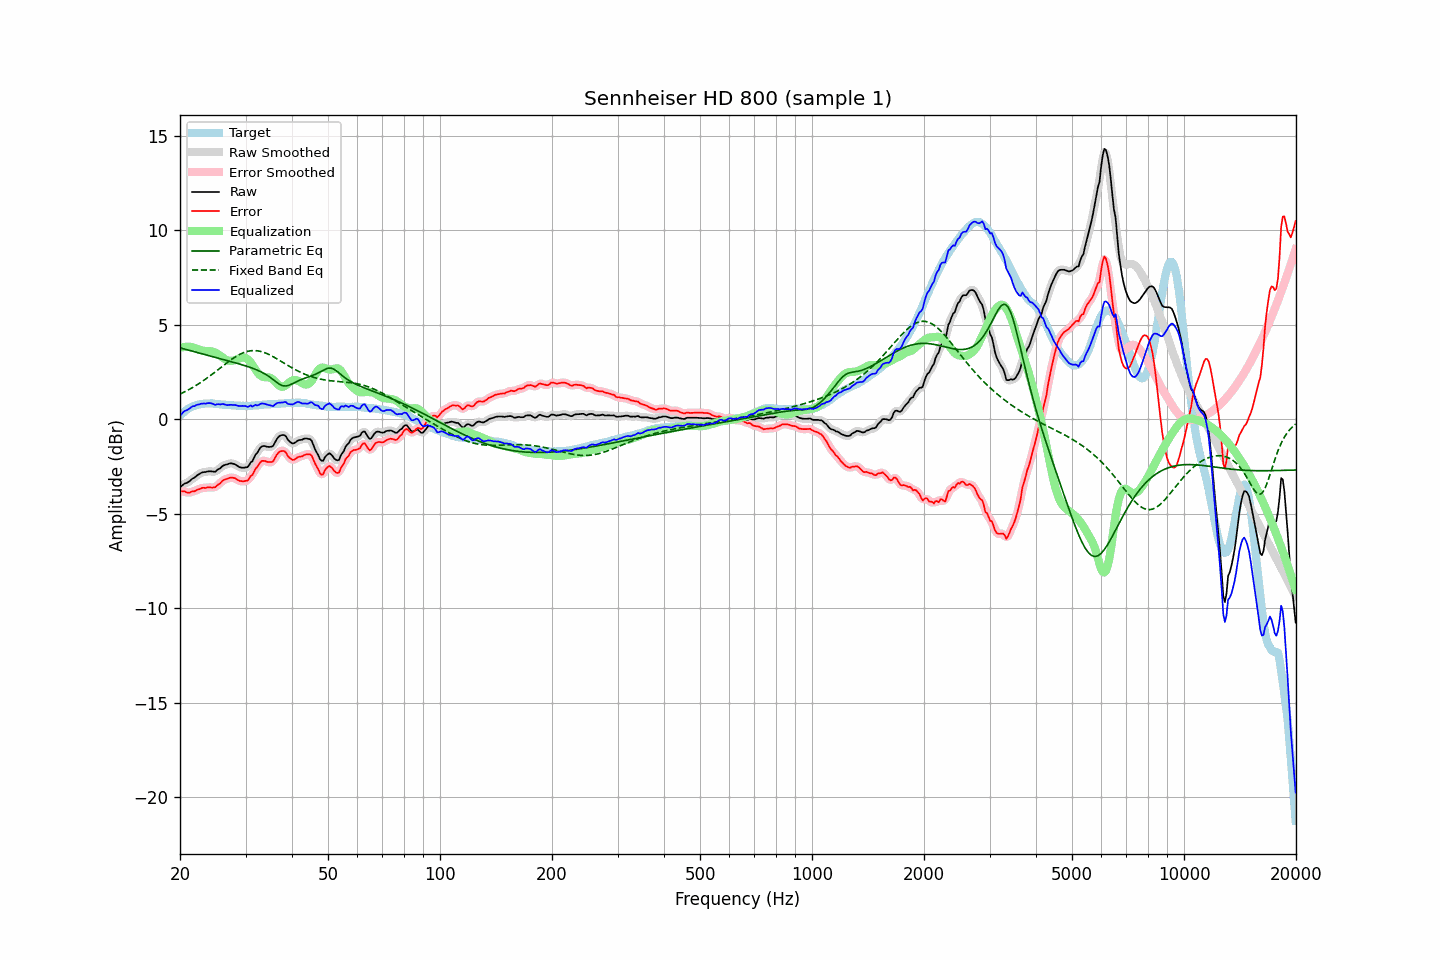 Sennheiser HD 800 (sample 1)
Target
Raw Smoothed
Error Smoothed
Raw
Error
Equalization
Parametric Eq
Fixed Band Eq
Equalized
Amplitude (dBr)
15
10
5
0
−5
−10
−15
−20
20 50 100 200 500 1000 2000 5000 10000 20000
Frequency (Hz)